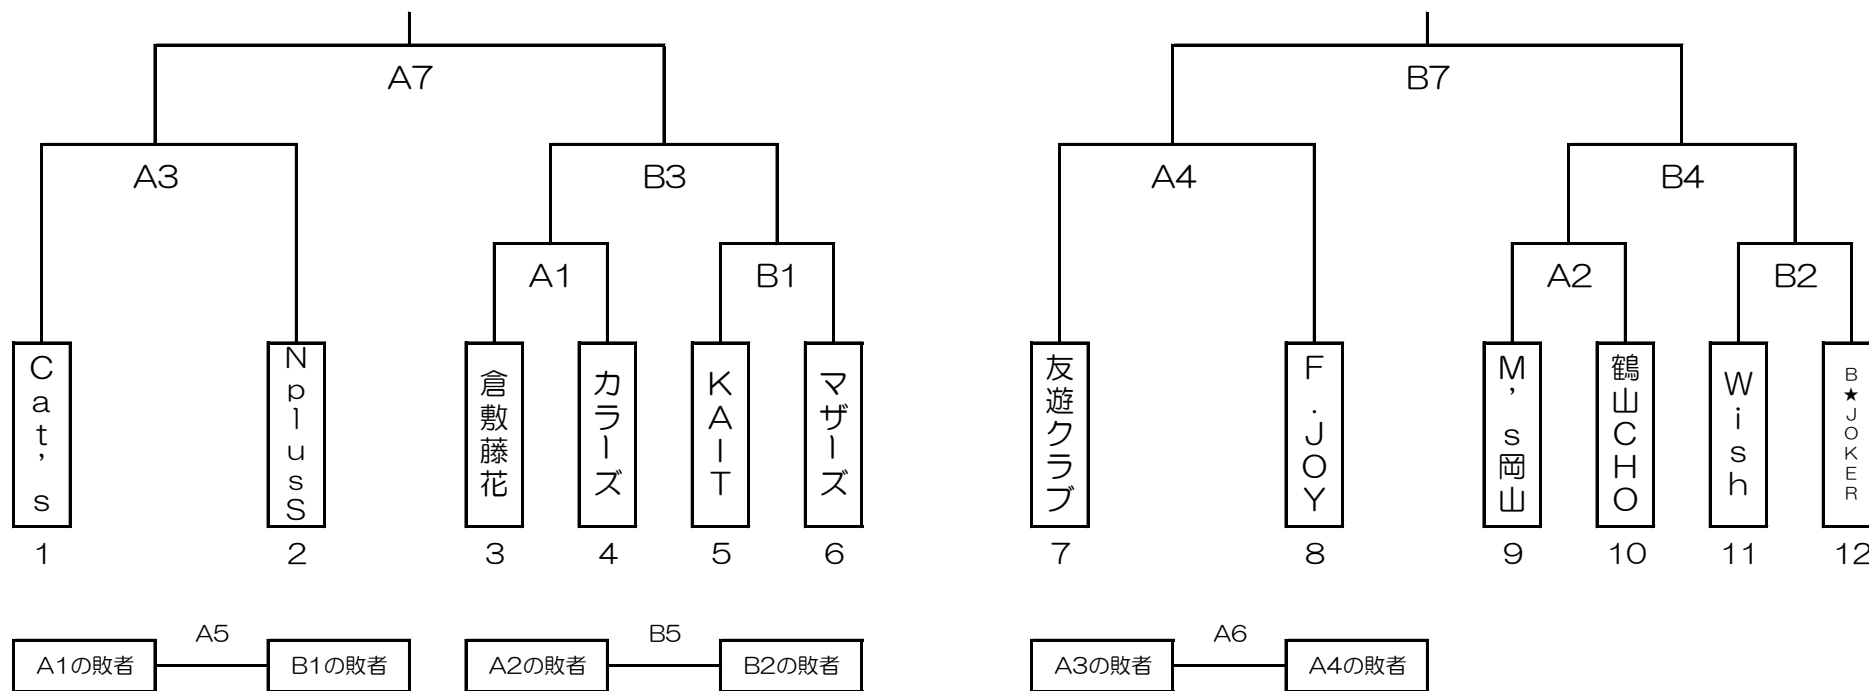 A7
B7
A3
B3
A4
B4
A1
B1
A2
B2
Cat’s
NplusS
倉敷藤花
カラーズ
KAIT
マザーズ
友遊クラブ
F.JOY
M’s岡山
鶴山CHO
Wish
B★JOKER
1
2
3
4
5
6
7
8
9
10
11
12
A5
B5
A6
A1の敗者
B1の敗者
A2の敗者
B2の敗者
A3の敗者
A4の敗者